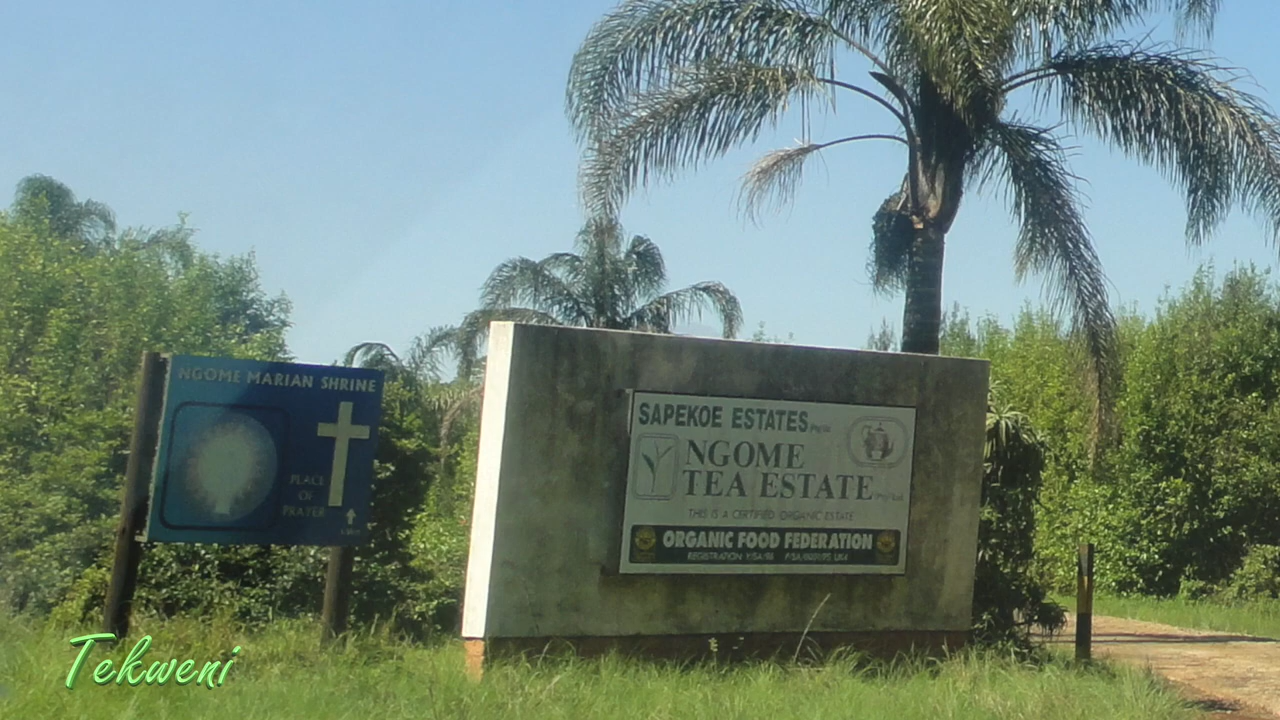 NGOME MARIAN SHRINE
PLACE
OF
PRAYER
SAPEKOE ESTATES
NGOME
TEA ESTATE
THIS IS A CERTIFIED ORGANIC ESTATE
ORGANIC FOOD FEDERATION
REGISTRATION
Tekweni